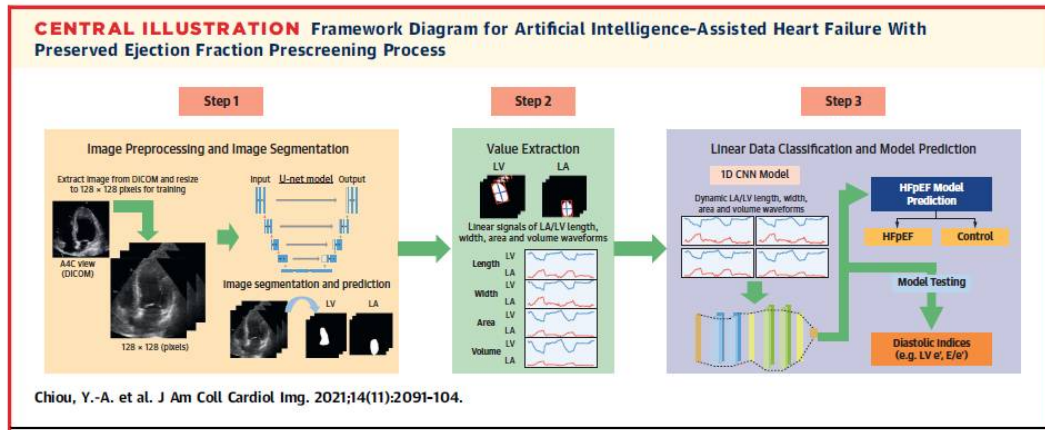 CENTRAL ILLUSTRATION Framework Diagram for Artificial Intelligence-Assisted Heart Failure With
Preserved Ejection Fraction Prescreening Process
Step 1
Image Preprocessing and Image Segmentation
Extract image from DICOM and resize
to 128 × 128 pixels for training
A4C view
(DICOM)
128 × 128 (pixels)
Input U-net model Output
Image segmentation and prediction
LV LA
Step 2
Value Extraction
LV LA
Linear signals of LA/LV length,
width, area and volume waveforms
Length LV
LA
Width LV
LA
Area LV
LA
Volume LV
LA
Step 3
Linear Data Classification and Model Prediction
1D CNN Model
Dynamic LA/LV length, width,
area and volume waveforms
HFpEF Model
Prediction
HFpEF Control
Model Testing
Diastolic Indices
(e.g. LV e', E/e')
Chiou, Y.-A. et al. J Am Coll Cardiol Img. 2021;14(11):2091-104.